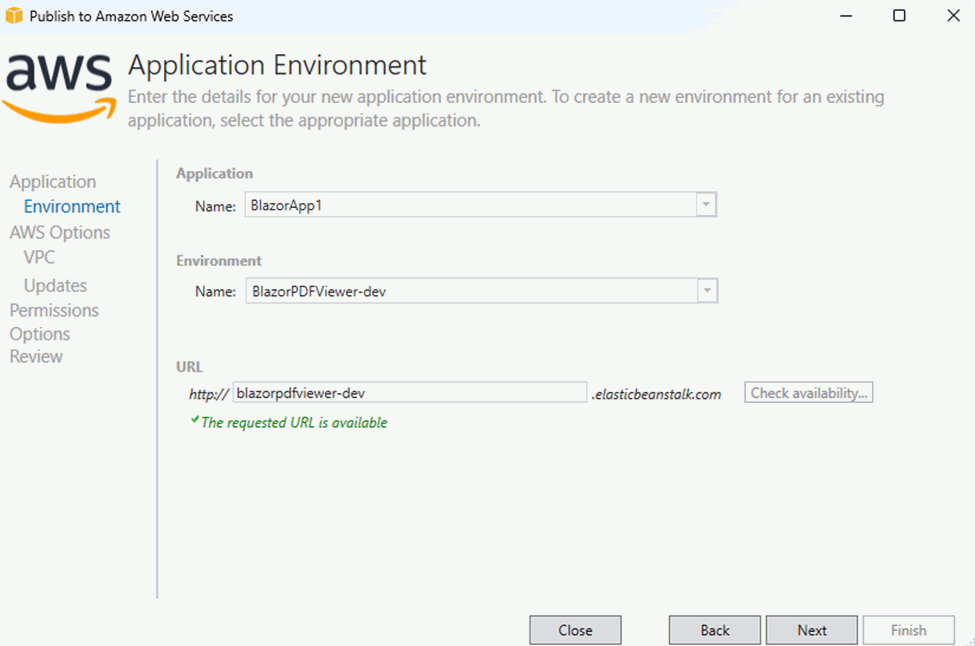 Publish to Amazon Web Services
aws
Application Environment
Enter the details for your new application environment. To create a new environment for an existing
application, select the appropriate application.
Application
Environment
AWS Options
VPC
Updates
Permissions
Options
Review
Application
Name: BlazorApp1
Environment
Name: BlazorPDFViewer-dev
URL
http:// blazorpdfviewer-dev .elasticbeanstalk.com Check availability...
The requested URL is available
Close Back Next Finish